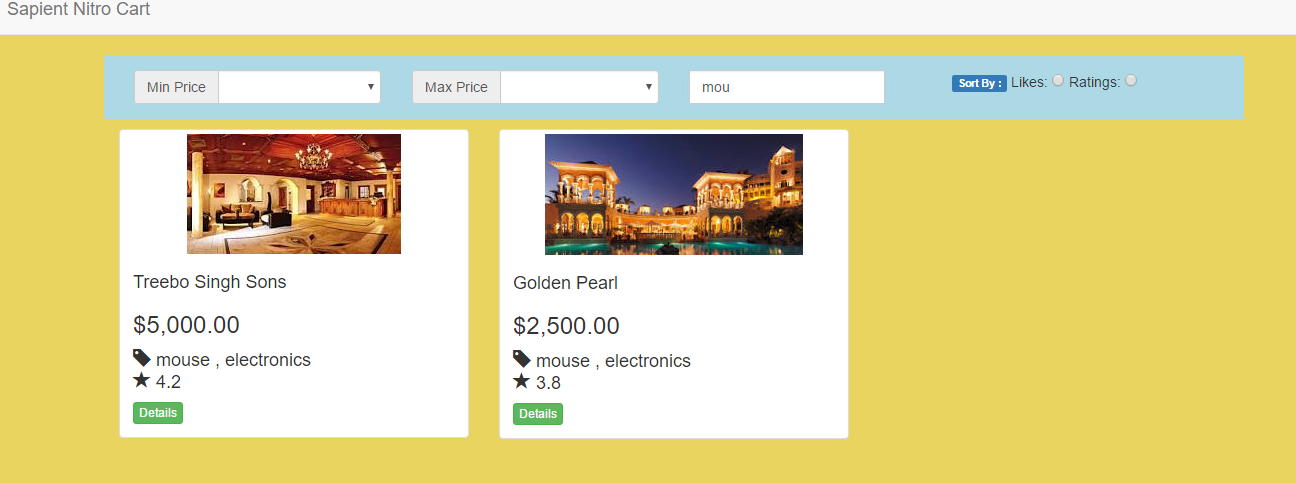 Sapient Nitro Cart
Min Price
Max Price
mou
Sort By : Likes: Ratings:
Treebo Singh Sons
$5,000.00
mouse , electronics
4.2
Details
Golden Pearl
$2,500.00
mouse , electronics
3.8
Details